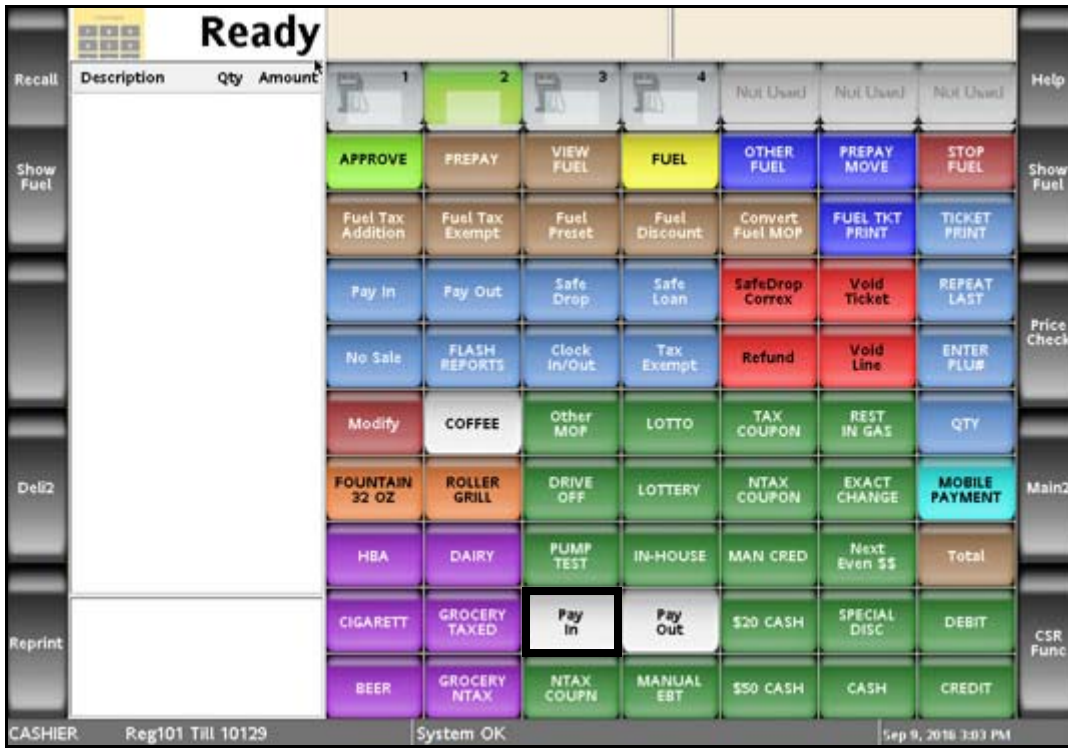 Ready
Recall
Description Qty Amount
1 2 3 4 Not Used Not Used Not Used
Help
Show Fuel
APPROVE PREPAY VIEW FUEL FUEL OTHER FUEL PREPAY MOVE STOP FUEL
Show Fuel
Fuel Tax Addition Fuel Tax Exempt Fuel Preset Fuel Discount Convert Fuel MOP FUEL TKT PRINT TICKET PRINT
Pay In Pay Out Safe Drop Safe Loan SafeDrop Correx Void Ticket REPEAT LAST
Price Check
No Sale FLASH REPORTS Clock In/Out Tax Exempt Refund Void Line ENTER PLU#
Modify COFFEE Other MOP LOTTO TAX COUPON REST IN GAS QTY
Deli2
FOUNTAIN 32 OZ ROLLER GRILL DRIVE OFF LOTTERY NTAX COUPON EXACT CHANGE MOBILE PAYMENT
Main2
HBA DAIRY PUMP TEST IN-HOUSE MAN CRED Next Even $$ Total
Reprint
CIGARETT GROCERY TAXED Pay In Pay Out $20 CASH SPECIAL DISC DEBIT
CSR Func
BEER GROCERY NTAX NTAX COUPN MANUAL EBT $50 CASH CASH CREDIT
CASHIER Reg101 Till 10129 System OK Sep 9, 2016 3:03 PM